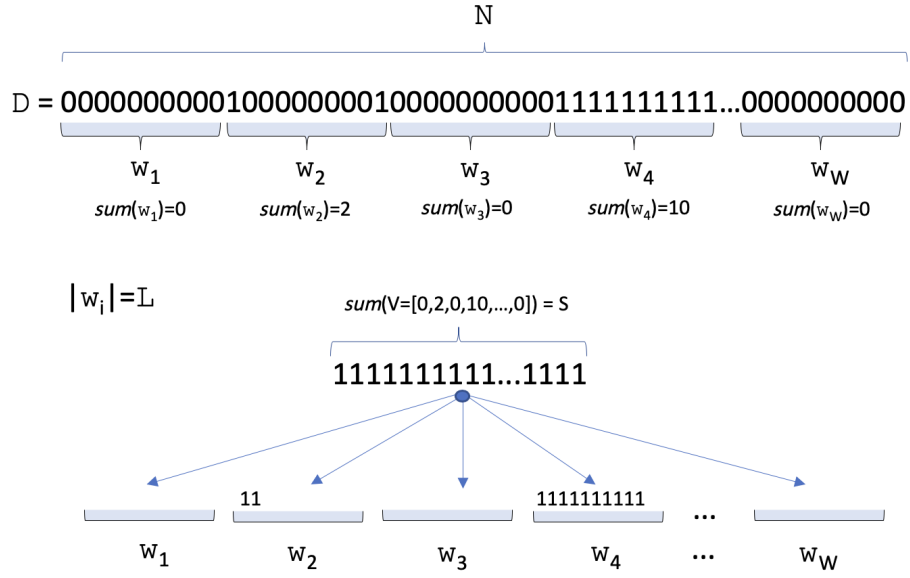 N
D = 0000000000100000000100000000001111111111...0000000000
w1 w2 w3 w4 wW
sum(w1)=0 sum(w2)=2 sum(w3)=0 sum(w4)=10 sum(wW)=0
|wi|=L
sum(V=[0,2,0,10,...,0]) = S
1111111111...1111
11 1111111111
...
w1 w2 w3 w4 ... wW